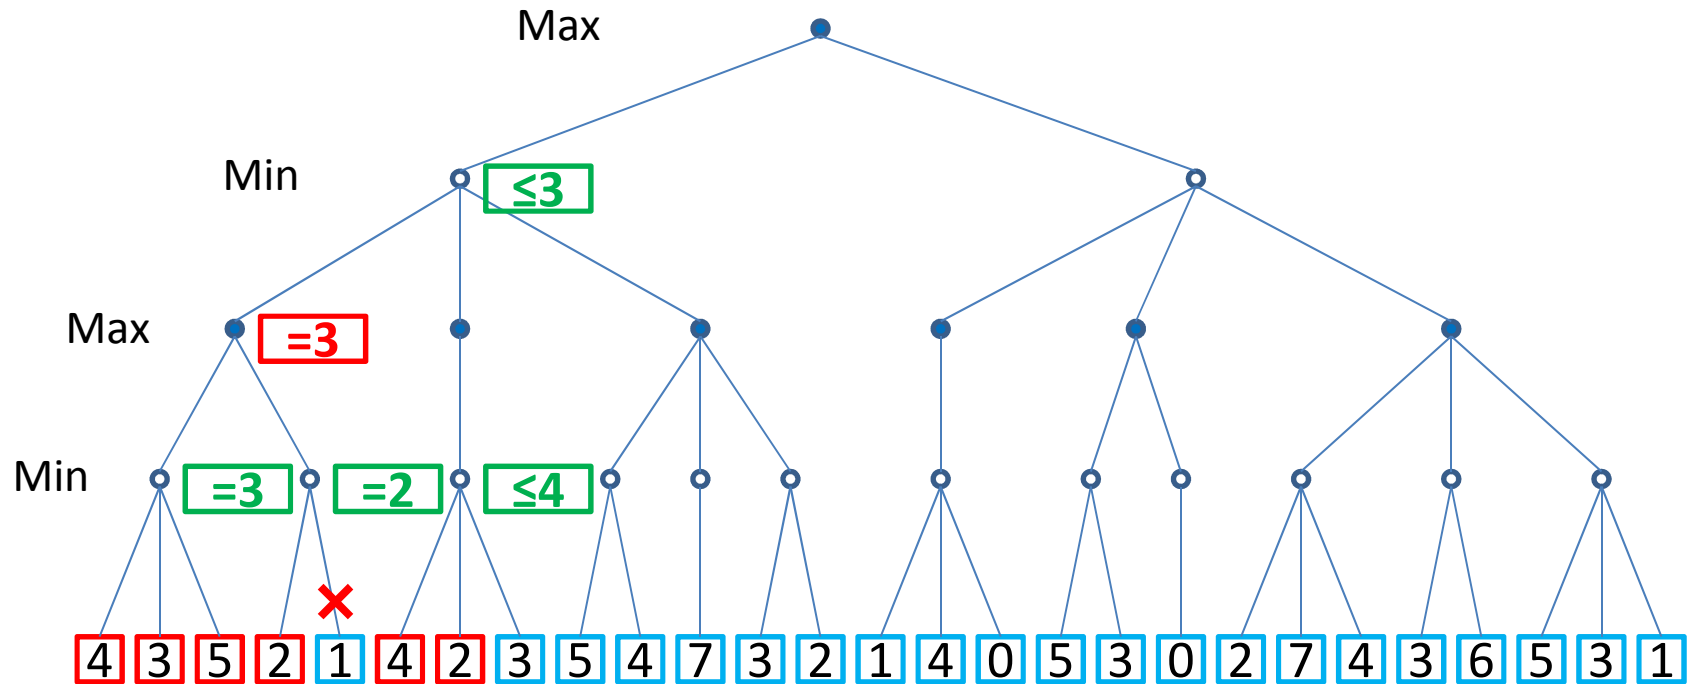 Max
Min ≤3
Max =3
Min =3 =2 ≤4
4 3 5 2 1 4 2 3 5 4 7 3 2 1 4 0 5 3 0 2 7 4 3 6 5 3 1